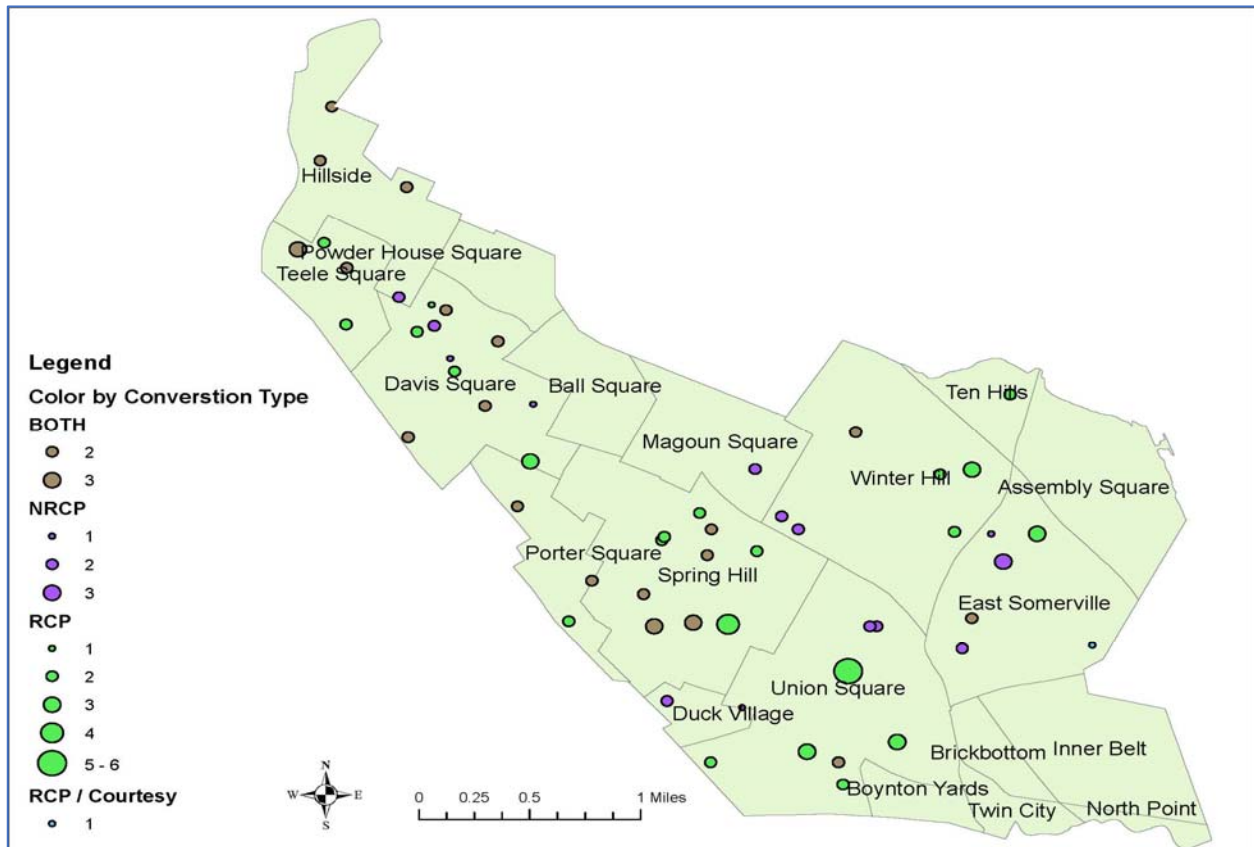 Hillside
Powder House Square
Teele Square
Davis Square
Ball Square
Ten Hills
Magoun Square
Winter Hill
Assembly Square
Porter Square
Spring Hill
East Somerville
Union Square
Duck Village
Brickbottom
Inner Belt
Boynton Yards
Twin City
North Point
Legend
Color by Converstion Type
BOTH
2
3
NRCP
1
2
3
RCP
1
2
3
4
5 - 6
RCP / Courtesy
1
N
W E
S
0 0.25 0.5 1 Miles